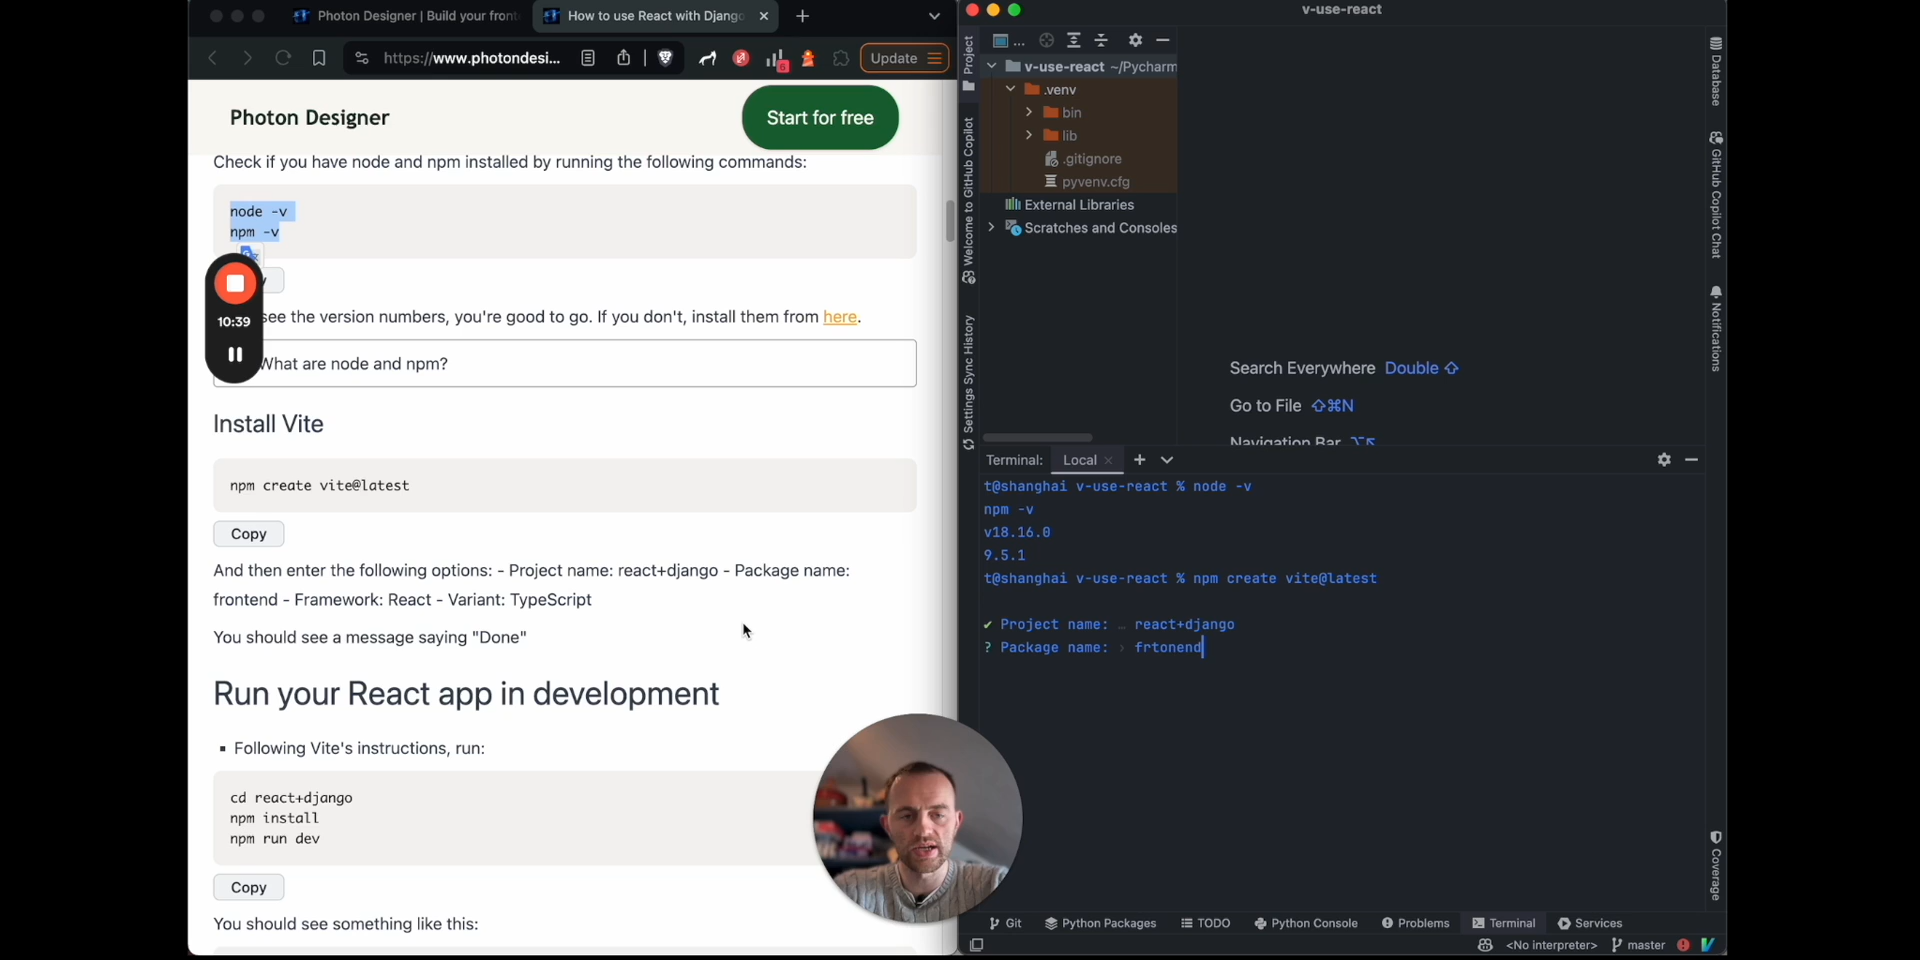 Photon Designer | Build your front
How to use React with Django
v-use-react
https://www.photondesi...
6
Update
Photon Designer
Start for free
Check if you have node and npm installed by running the following commands:
node -v
npm -v
10:39
see the version numbers, you're good to go. If you don't, install them from here.
What are node and npm?
Install Vite
npm create vite@latest
Copy
And then enter the following options: - Project name: react+django - Package name:
frontend - Framework: React - Variant: TypeScript
You should see a message saying "Done"
Run your React app in development
Following Vite's instructions, run:
cd react+django
npm install
npm run dev
Copy
You should see something like this:
Project
Welcome to GitHub Copilot
Settings Sync History
...
v-use-react ~/Pycharm
.venv
bin
lib
.gitignore
pyvenv.cfg
External Libraries
Scratches and Consoles
Search Everywhere Double ⇧
Go to File ⇧⌘N
Navigation Bar ⌥↖
Database
GitHub Copilot Chat
Notifications
Coverage
Terminal: Local
t@shanghai v-use-react % node -v
npm -v
v18.16.0
9.5.1
t@shanghai v-use-react % npm create vite@latest
✔ Project name: … react+django
? Package name: › frtonend
Git Python Packages TODO Python Console Problems Terminal Services
<No interpreter> master